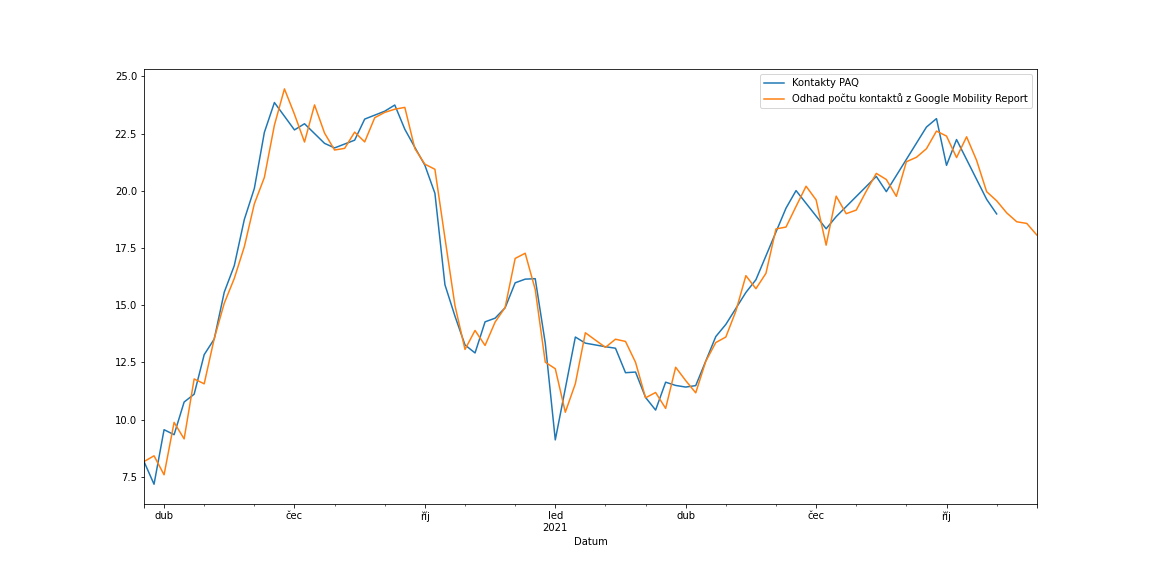 Kontakty PAQ
Odhad počtu kontaktů z Google Mobility Report
25.0
22.5
20.0
17.5
15.0
12.5
10.0
7.5
dub
čec
říj
led
2021
dub
čec
říj
Datum